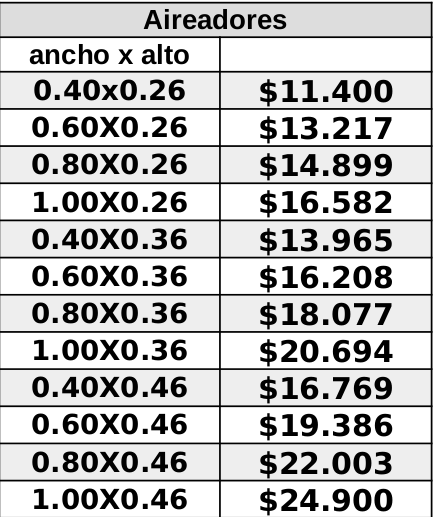 Aireadores
ancho x alto
0.40x0.26 $11.400
0.60X0.26 $13.217
0.80X0.26 $14.899
1.00X0.26 $16.582
0.40X0.36 $13.965
0.60X0.36 $16.208
0.80X0.36 $18.077
1.00X0.36 $20.694
0.40X0.46 $16.769
0.60X0.46 $19.386
0.80X0.46 $22.003
1.00X0.46 $24.900